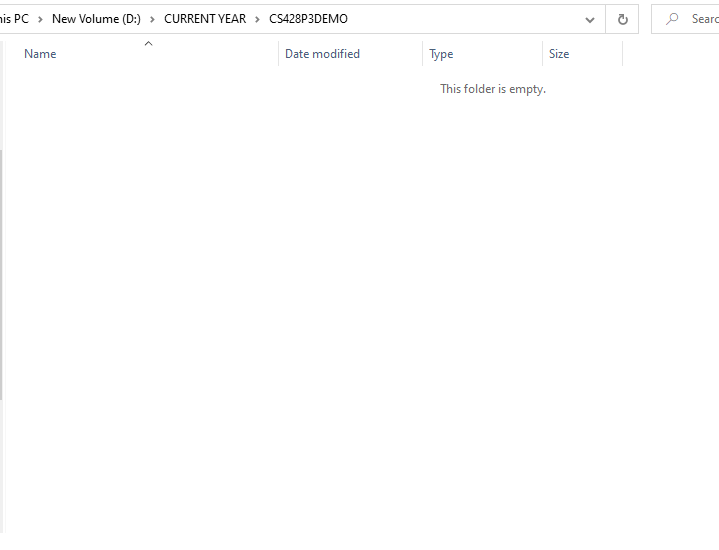 his PC > New Volume (D:) > CURRENT YEAR > CS428P3DEMO
Searc
Name Date modified Type Size
This folder is empty.